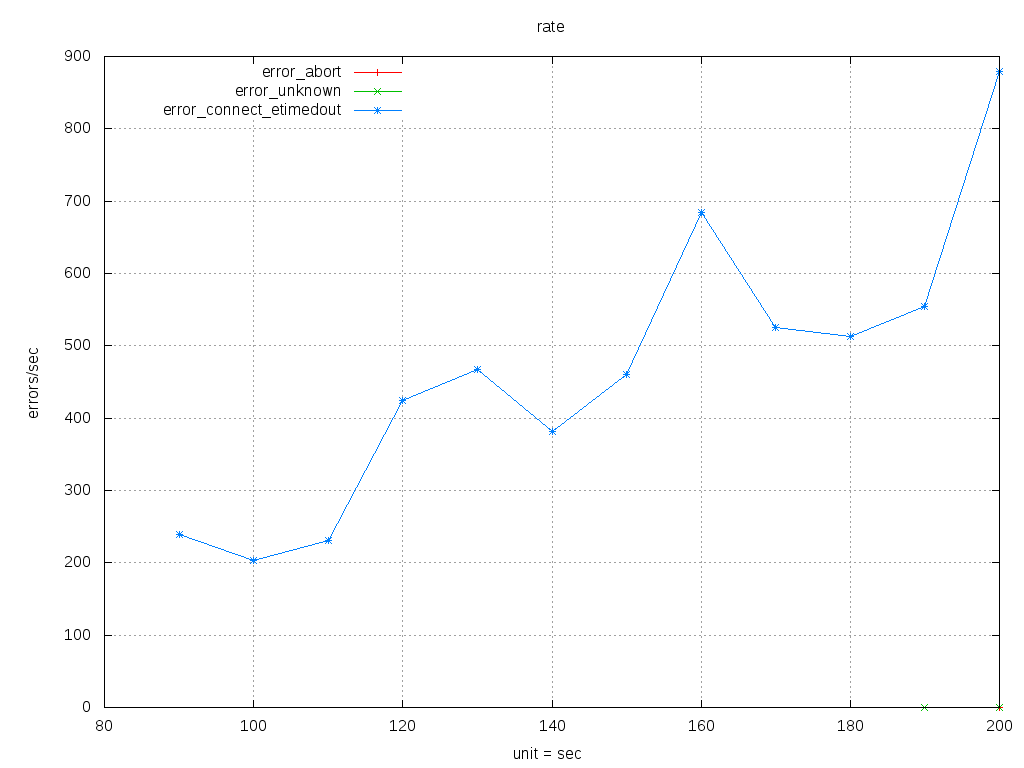 rate
900
error_abort
error_unknown
error_connect_etimedout
800
700
600
500
errors/sec
400
300
200
100
0
80 100 120 140 160 180 200
unit = sec